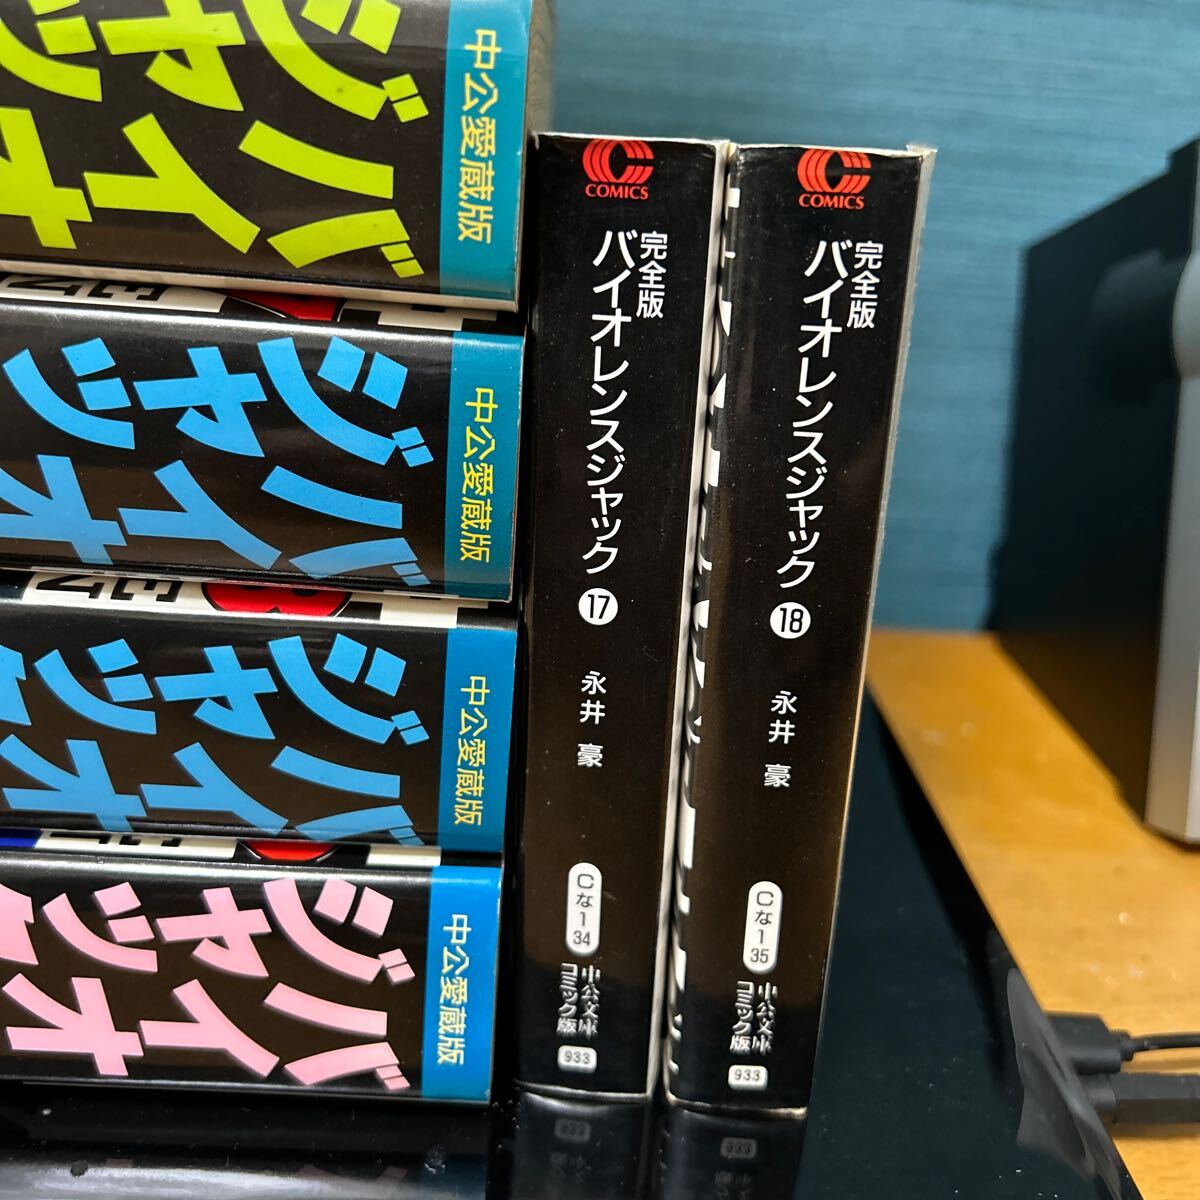 中公愛蔵版
バイオ
ジャッ
中公愛蔵版
バイオ
ジャッ
中公愛蔵版
バイオ
ジャッ
中公愛蔵版
バイオ
ジャッ
COMICS
完全版
バイオレンスジャック
17
永井 豪
Cな1
34
中公文庫
コミック版
933
COMICS
完全版
バイオレンスジャック
18
永井 豪
Cな1
35
中公文庫
コミック版
933